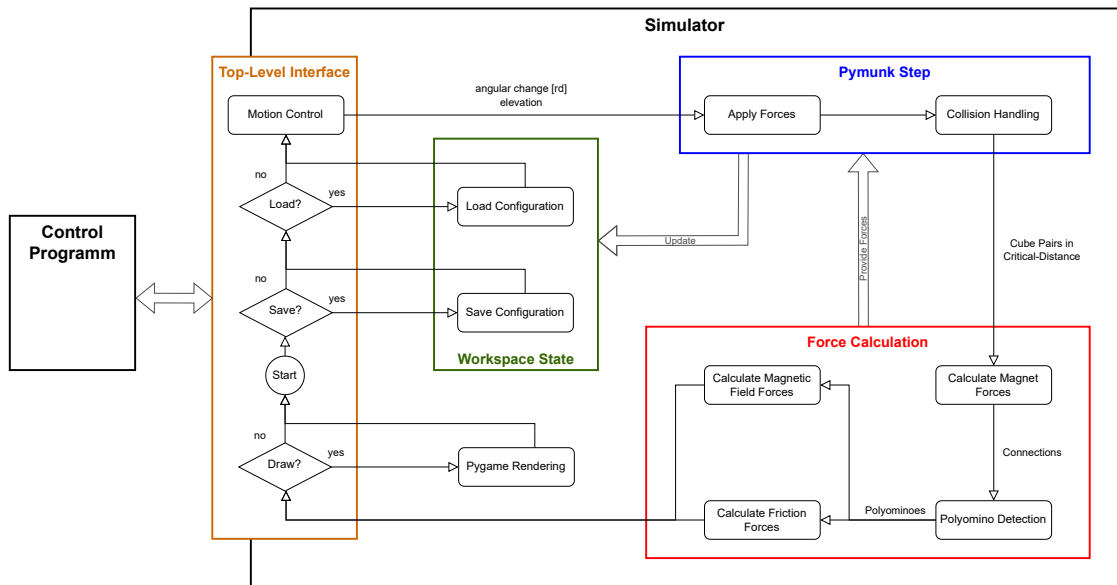 Simulator
Top-Level Interface
Pymunk Step
angular change [rd]
elevation
Motion Control
Apply Forces
Collision Handling
no
Load?
yes
Load Configuration
Control
Programm
Update
Provide Forces
Cube Pairs in
Critical-Distance
no
Save?
yes
Save Configuration
Workspace State
Force Calculation
Start
Calculate Magnetic
Field Forces
Calculate Magnet
Forces
no
Draw?
yes
Pygame Rendering
Connections
Calculate Friction
Forces
Polyominoes
Polyomino Detection